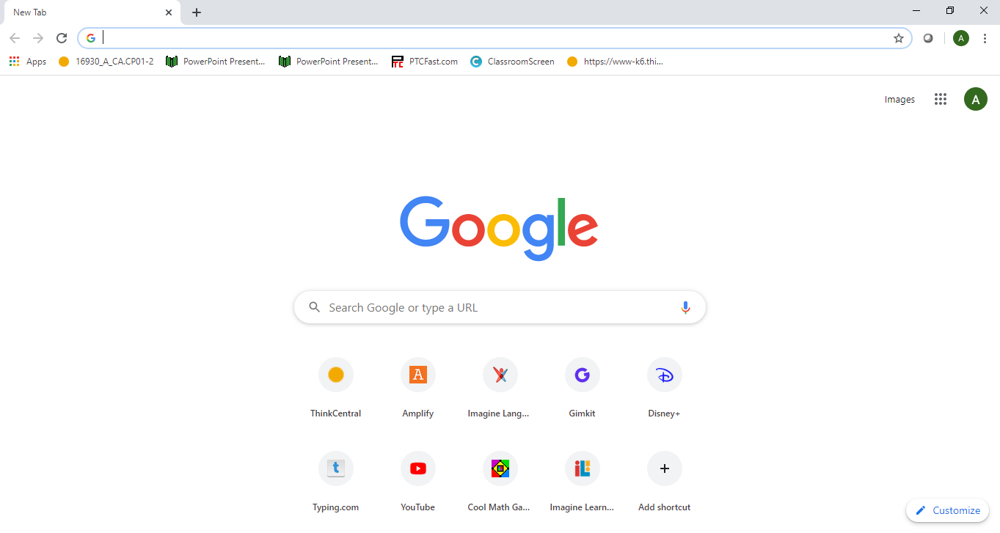 New Tab
Apps 16930_A_CA.CP01-2 PowerPoint Present... PowerPoint Present... PTCFast.com ClassroomScreen https://www-k6.thi...
Images A
Google
Search Google or type a URL
ThinkCentral Amplify Imagine Lang... Gimkit Disney+
Typing.com YouTube Cool Math Ga... Imagine Learn... Add shortcut
Customize